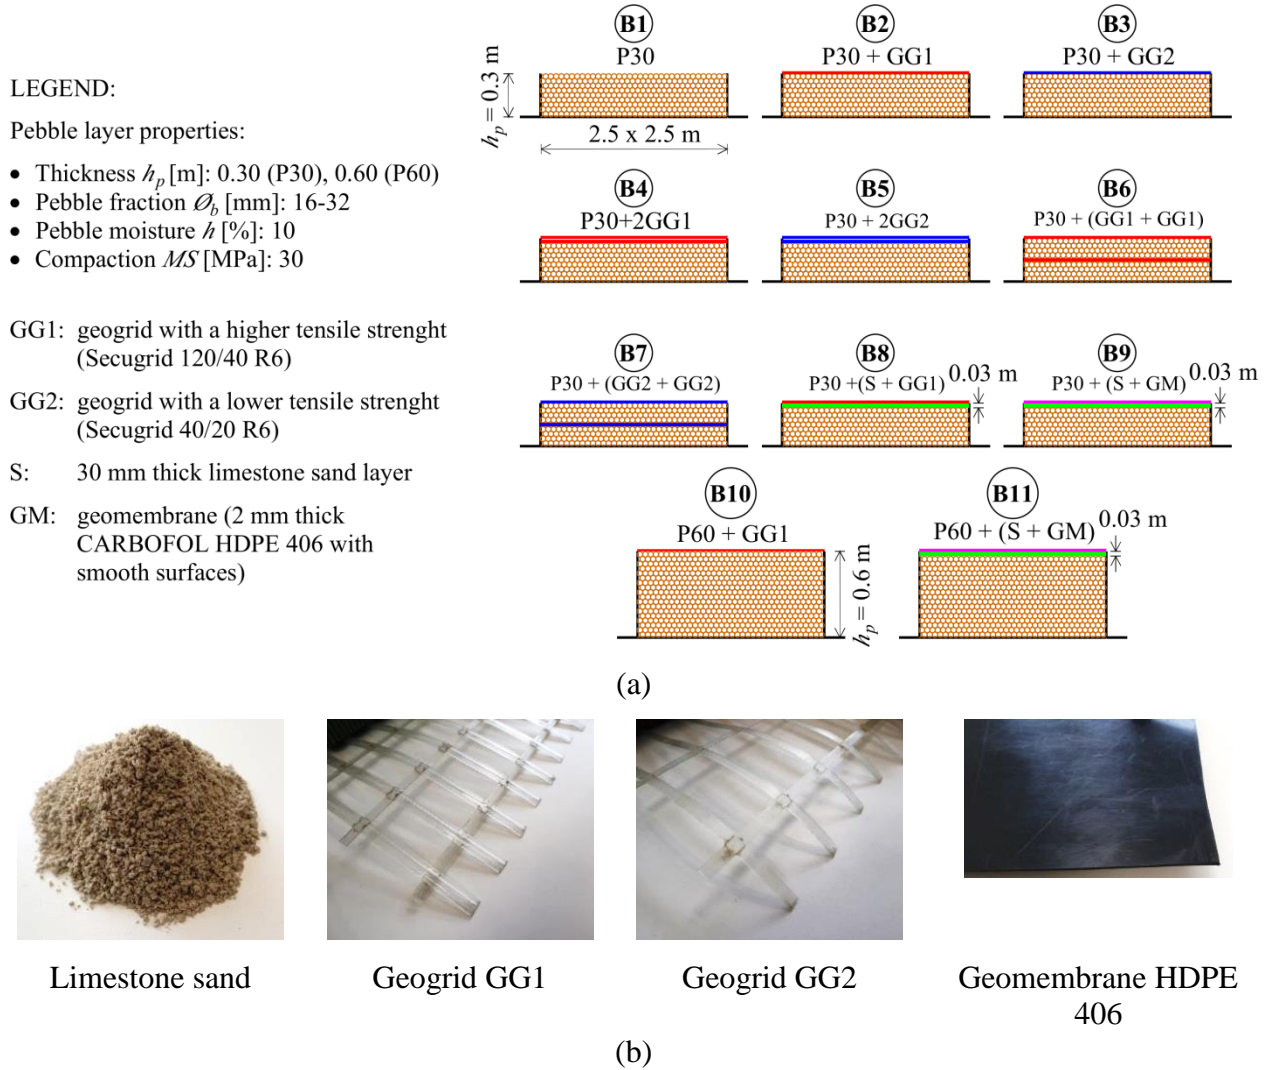 LEGEND:
Pebble layer properties:
• Thickness hp [m]: 0.30 (P30), 0.60 (P60)
• Pebble fraction Øb [mm]: 16-32
• Pebble moisture h [%]: 10
• Compaction MS [MPa]: 30
GG1: geogrid with a higher tensile strenght
(Secugrid 120/40 R6)
GG2: geogrid with a lower tensile strenght
(Secugrid 40/20 R6)
S: 30 mm thick limestone sand layer
GM: geomembrane (2 mm thick
CARBOFOL HDPE 406 with
smooth surfaces)
B1
P30
hp = 0.3 m
2.5 x 2.5 m
B2
P30 + GG1
B3
P30 + GG2
B4
P30+2GG1
B5
P30 + 2GG2
B6
P30 + (GG1 + GG1)
B7
P30 + (GG2 + GG2)
B8
P30 +(S + GG1)
0.03 m
B9
P30 + (S + GM)
0.03 m
B10
P60 + GG1
hp = 0.6 m
B11
P60 + (S + GM)
0.03 m
(a)
Limestone sand
Geogrid GG1
Geogrid GG2
Geomembrane HDPE
406
(b)